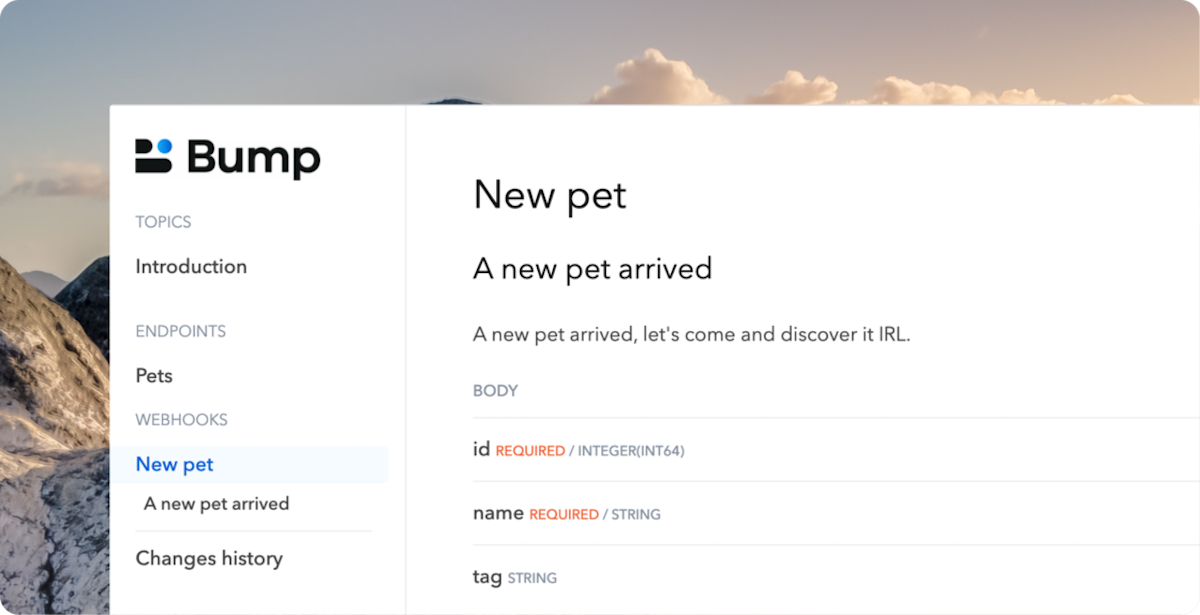 Bump
TOPICS
Introduction
ENDPOINTS
Pets
WEBHOOKS
New pet
A new pet arrived
Changes history
New pet
A new pet arrived
A new pet arrived, let's come and discover it IRL.
BODY
id REQUIRED / INTEGER(INT64)
name REQUIRED / STRING
tag STRING